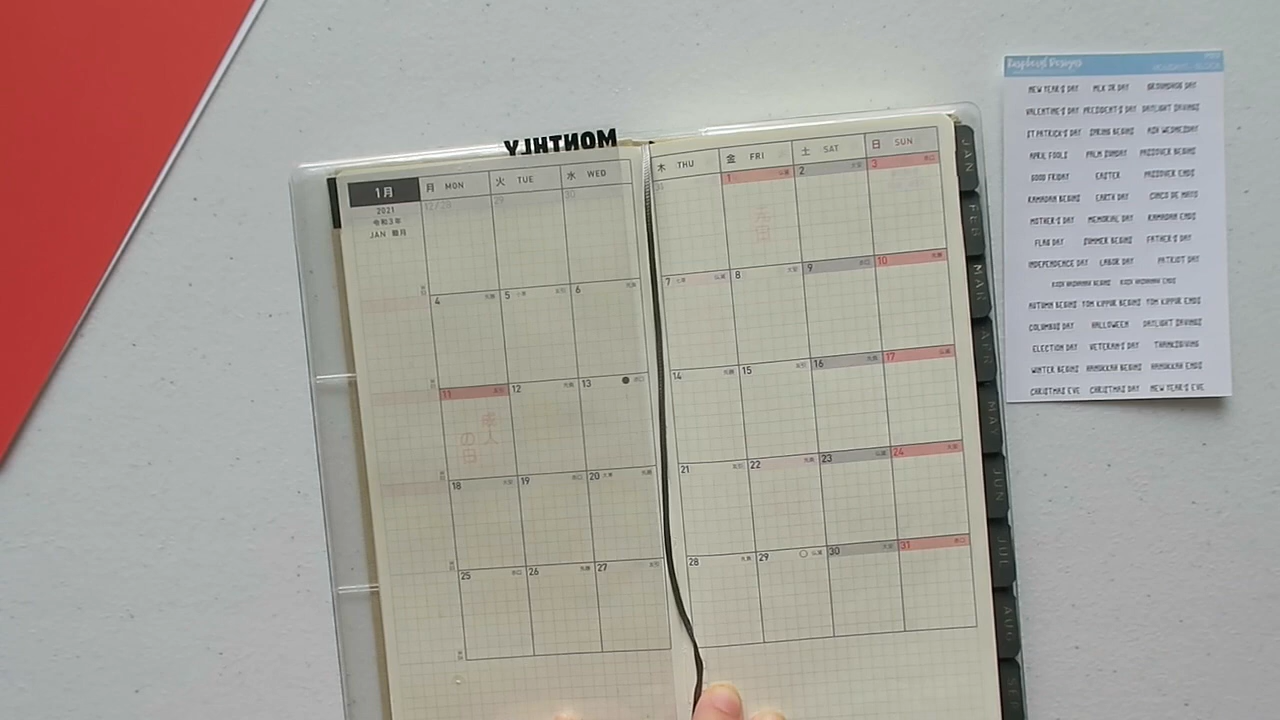 MONTHLY
1月
2021
令和3年
JAN 睦月
月 MON 火 TUE 水 WED 木 THU 金 FRI 土 SAT 日 SUN
12/28 29 30 31 1 2 3
元日
4 5 6 7 8 9 10
11 12 13 14 15 16 17
成人の日
18 19 20 21 22 23 24
25 26 27 28 29 30 31
JAN
FEB
MAR
APR
MAY
JUN
JUL
AUG
SE
Raspberri Designs
NEW YEAR'S DAY MLK JR DAY GROUNDHOG DAY
VALENTINE'S DAY PRESIDENT'S DAY DAYLIGHT SAVINGS
ST PATRICK'S DAY SPRING BEGINS ASH WEDNESDAY
APRIL FOOLS PALM SUNDAY PASSOVER BEGINS
GOOD FRIDAY EASTER PASSOVER ENDS
RAMADAN BEGINS EARTH DAY CINCO DE MAYO
MOTHER'S DAY MEMORIAL DAY RAMADAN ENDS
FLAG DAY SUMMER BEGINS FATHER'S DAY
INDEPENDENCE DAY LABOR DAY PATRIOT DAY
ROSH HASHANAH BEGINS ROSH HASHANAH ENDS
AUTUMN BEGINS YOM KIPPUR BEGINS YOM KIPPUR ENDS
COLUMBUS DAY HALLOWEEN DAYLIGHT SAVINGS
ELECTION DAY VETERAN'S DAY THANKSGIVING
WINTER BEGINS HANUKKAH BEGINS HANUKKAH ENDS
CHRISTMAS EVE CHRISTMAS DAY NEW YEAR'S EVE